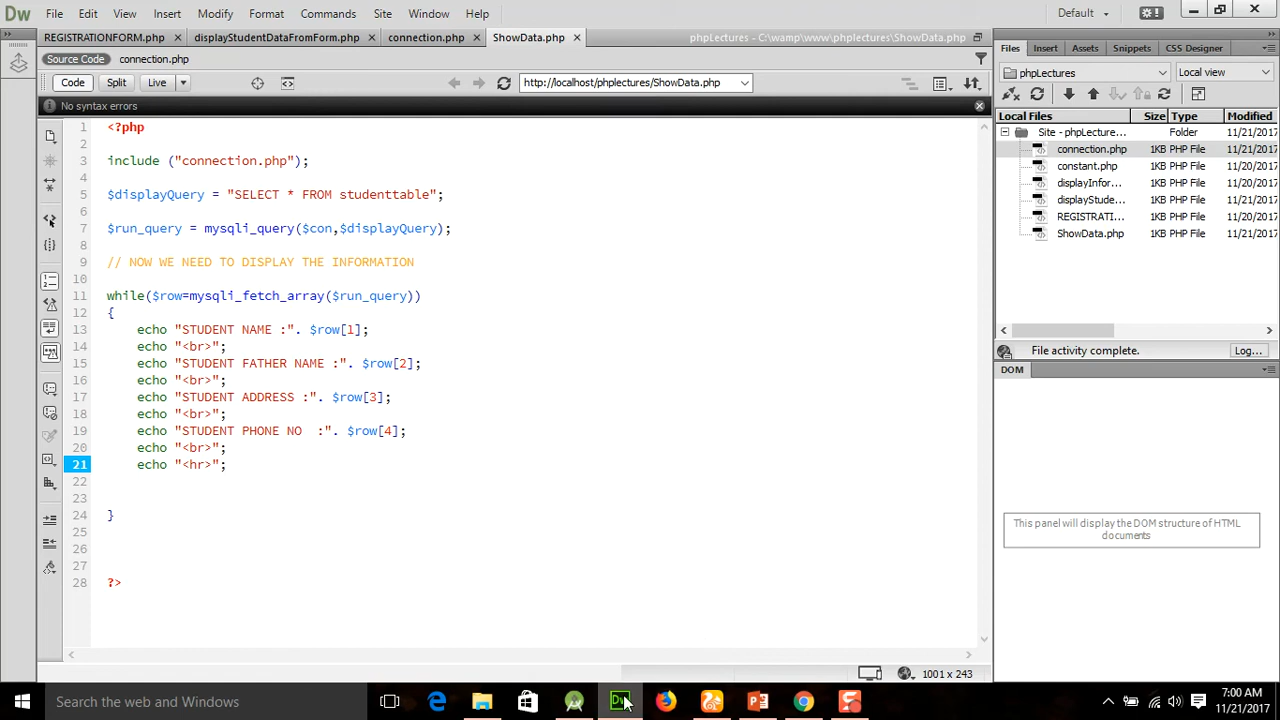 Dw File Edit View Insert Modify Format Commands Site Window Help Default
REGISTRATIONFORM.php displayStudentDataFromForm.php connection.php ShowData.php phpLectures - C:\wamp\www\phplectures\ShowData.php
Source Code connection.php
Code Split Live http://localhost/phplectures/ShowData.php
No syntax errors
1 <?php
2
3 include ("connection.php");
4
5 $displayQuery = "SELECT * FROM studenttable";
6
7 $run_query = mysqli_query($con,$displayQuery);
8
9 // NOW WE NEED TO DISPLAY THE INFORMATION
10
11 while($row=mysqli_fetch_array($run_query))
12 {
13 echo "STUDENT NAME :". $row[1];
14 echo "<br>";
15 echo "STUDENT FATHER NAME :". $row[2];
16 echo "<br>";
17 echo "STUDENT ADDRESS :". $row[3];
18 echo "<br>";
19 echo "STUDENT PHONE NO  :". $row[4];
20 echo "<br>";
21 echo "<hr>";
22
23
24 }
25
26
27
28 ?>
1001 x 243
Files Insert Assets Snippets CSS Designer
phpLectures Local view
Local Files Size Type Modified
Site - phpLecture... Folder 11/21/2017
connection.php 1KB PHP File 11/21/2017
constant.php 1KB PHP File 11/20/2017
displayInfor... 1KB PHP File 11/20/2017
displayStude... 1KB PHP File 11/21/2017
REGISTRATI... 1KB PHP File 11/20/2017
ShowData.php 1KB PHP File 11/21/2017
File activity complete. Log...
DOM
This panel will display the DOM structure of HTML
documents
Search the web and Windows
7:00 AM
11/21/2017